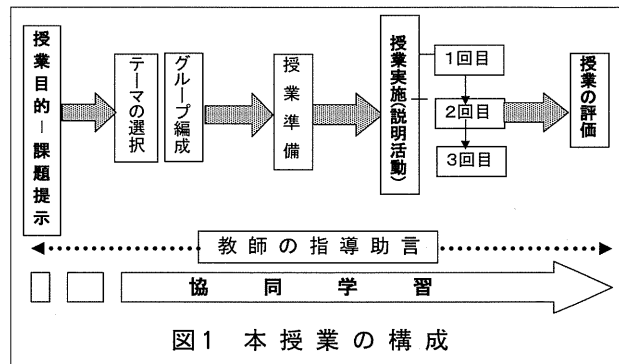 授業目的－課題提示
テーマの選択
グループ編成
授業準備
授業実施(説明活動)
1回目
2回目
3回目
授業の評価
教師の指導助言
協同学習
図1 本授業の構成